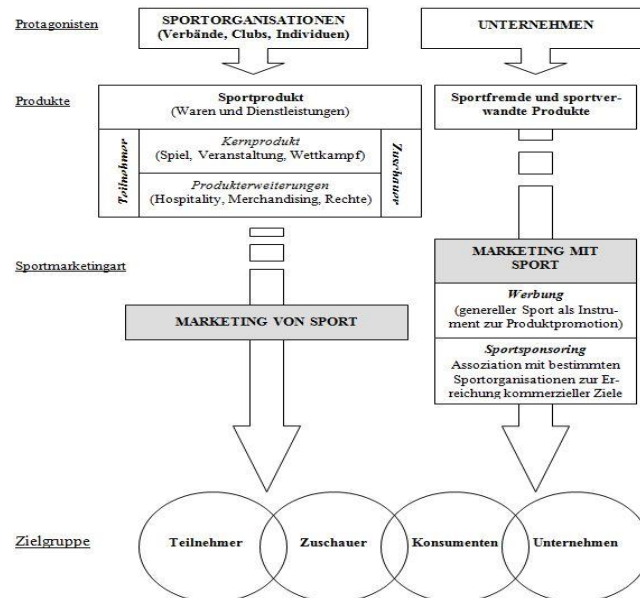 Protagonisten
SPORTORGANISATIONEN
(Verbände, Clubs, Individuen)
UNTERNEHMEN
Produkte
Sportprodukt
(Waren und Dienstleistungen)
Teilnehmer
Kernprodukt
(Spiel, Veranstaltung, Wettkampf)
Produkterweiterungen
(Hospitality, Merchandising, Rechte)
Zuschauer
Sportfremde und sportver-
wandte Produkte
Sportmarketingart
MARKETING VON SPORT
MARKETING MIT
SPORT
Werbung
(genereller Sport als Instru-
ment zur Produktpromotion)
Sportsponsoring
Assoziation mit bestimmten
Sportorganisationen zur Er-
reichung kommerzieller Ziele
Zielgruppe
Teilnehmer
Zuschauer
Konsumenten
Unternehmen